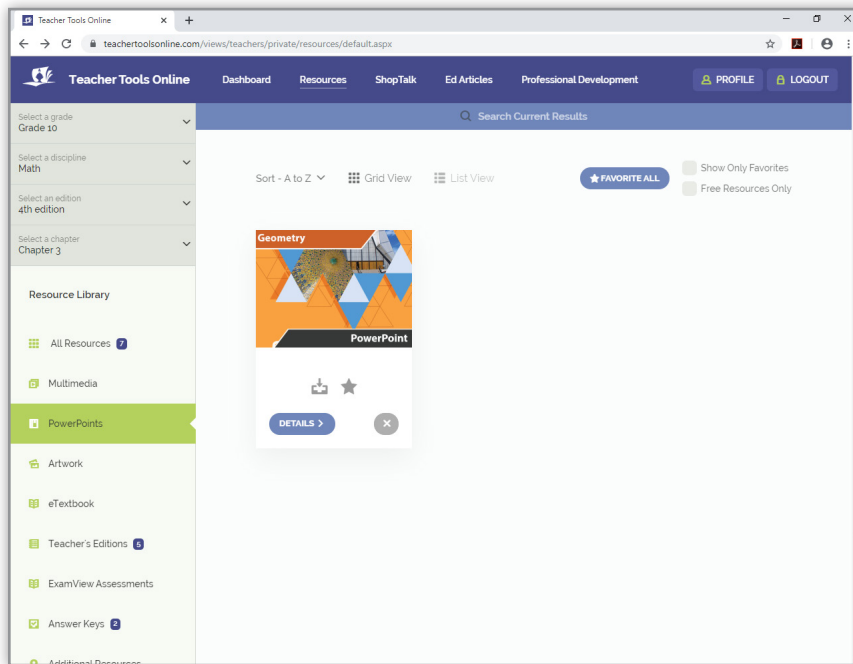 Teacher Tools Online
teachertoolsonline.com/views/teachers/private/resources/default.aspx
Teacher Tools Online
Dashboard
Resources
ShopTalk
Ed Articles
Professional Development
PROFILE
LOGOUT
Search Current Results
Select a grade
Grade 10
Select a discipline
Math
Select an edition
4th edition
Select a chapter
Chapter 3
Resource Library
All Resources 7
Multimedia
PowerPoints
Artwork
eTextbook
Teacher's Editions 5
ExamView Assessments
Answer Keys 2
Additional Resources
Sort - A to Z
Grid View
List View
FAVORITE ALL
Show Only Favorites
Free Resources Only
Geometry
PowerPoint
DETAILS >